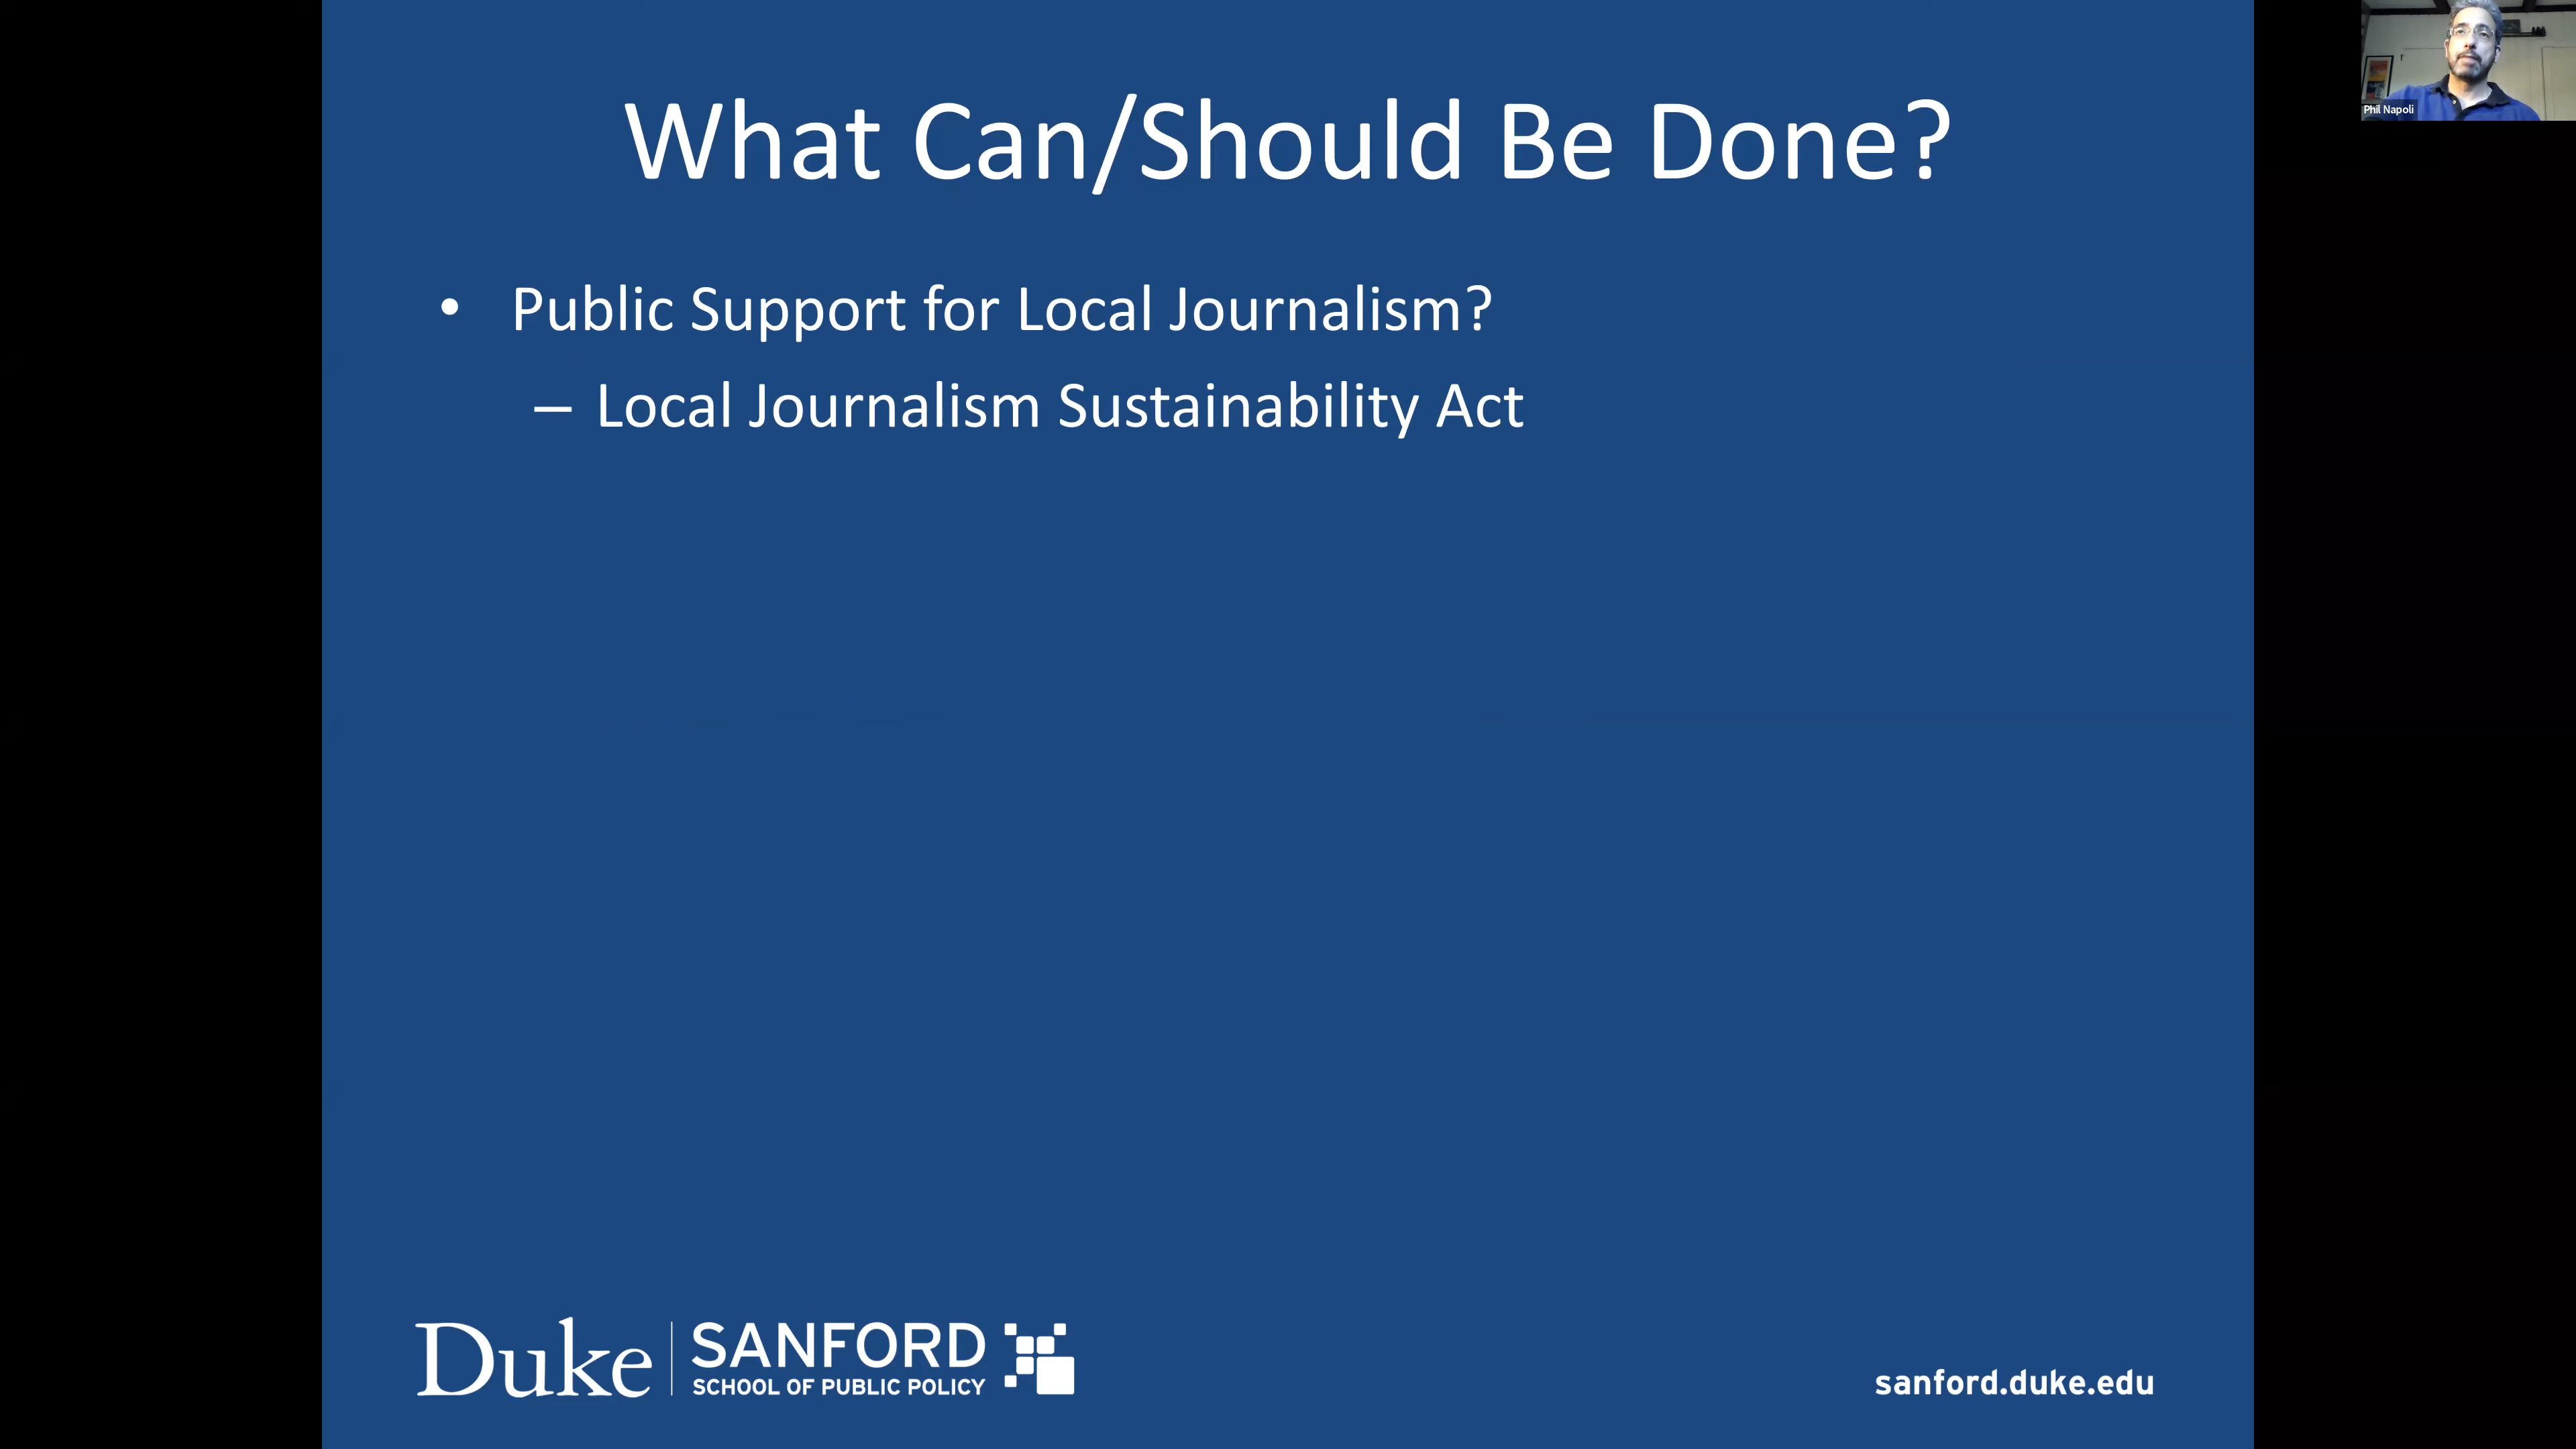 What Can/Should Be Done?
• Public Support for Local Journalism?
– Local Journalism Sustainability Act
Duke SANFORD
SCHOOL OF PUBLIC POLICY
sanford.duke.edu
Phil Napoli